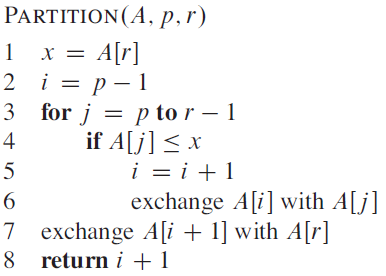 PARTITION(A, p, r)
1 x = A[r]
2 i = p − 1
3 for j = p to r − 1
4 if A[j] ≤ x
5 i = i + 1
6 exchange A[i] with A[j]
7 exchange A[i + 1] with A[r]
8 return i + 1